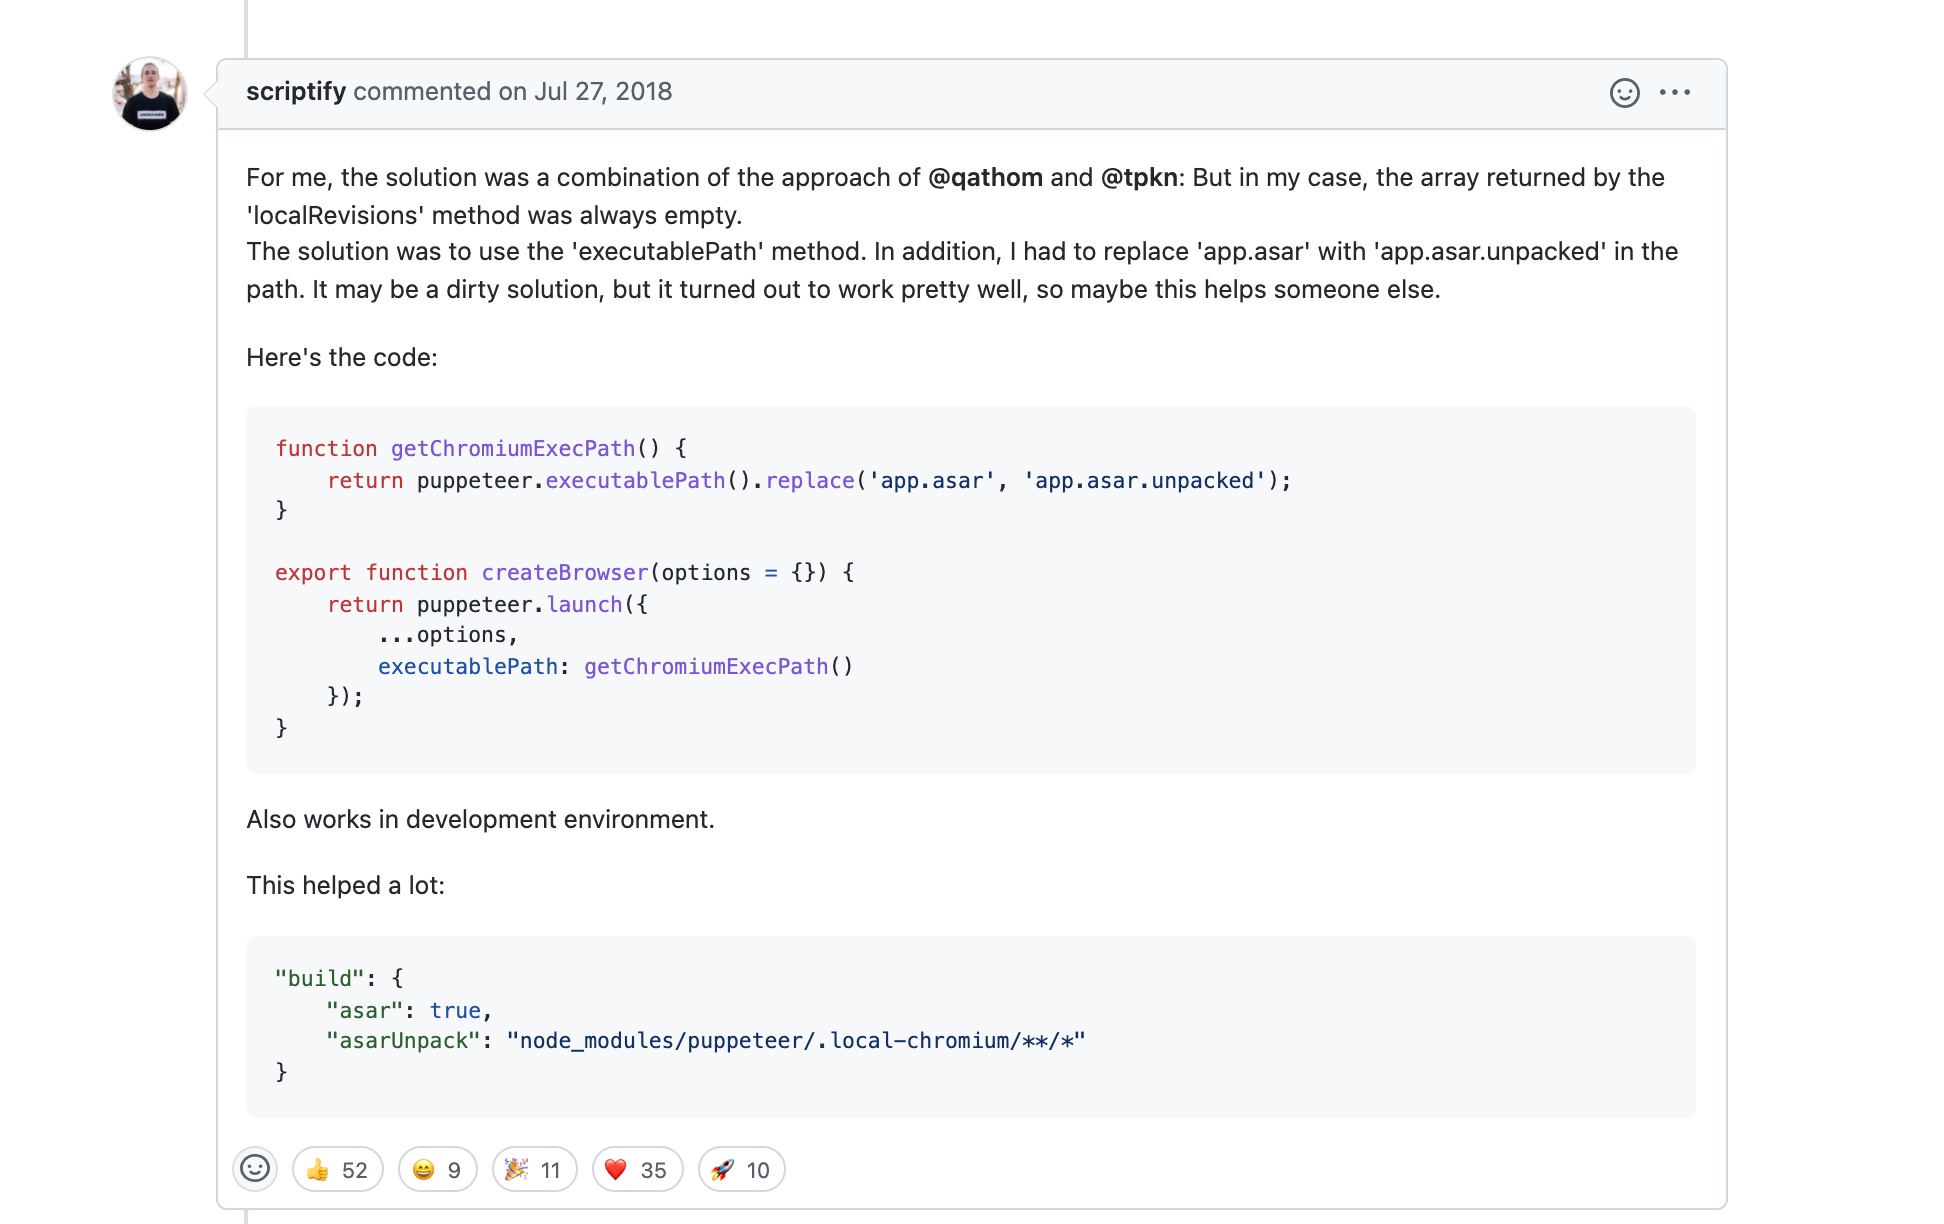 scriptify commented on Jul 27, 2018
For me, the solution was a combination of the approach of @qathom and @tpkn: But in my case, the array returned by the
'localRevisions' method was always empty.
The solution was to use the 'executablePath' method. In addition, I had to replace 'app.asar' with 'app.asar.unpacked' in the
path. It may be a dirty solution, but it turned out to work pretty well, so maybe this helps someone else.
Here's the code:
function getChromiumExecPath() {
    return puppeteer.executablePath().replace('app.asar', 'app.asar.unpacked');
}
export function createBrowser(options = {}) {
    return puppeteer.launch({
        ...options,
        executablePath: getChromiumExecPath()
    });
}
Also works in development environment.
This helped a lot:
"build": {
    "asar": true,
    "asarUnpack": "node_modules/puppeteer/.local-chromium/**/*"
}
👍 52 😄 9 🎉 11 ❤️ 35 🚀 10